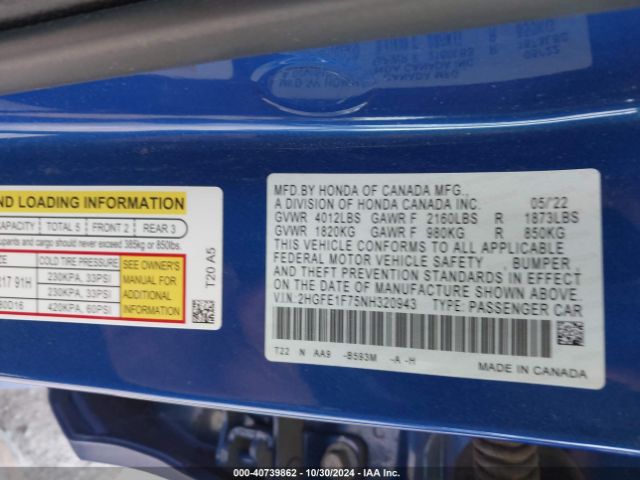 ND LOADING INFORMATION
CAPACITY TOTAL 5 FRONT 2 REAR 3
upants and cargo should never exceed 385kg or 850lbs.
ZE COLD TIRE PRESSURE SEE OWNER'S
MANUAL FOR
ADDITIONAL
INFORMATION
R17 91H 230KPA, 33PSI
230KPA, 33PSI
80D16 420KPA, 60PSI
T20 A5
MFD.BY HONDA OF CANADA MFG.,
A DIVISION OF HONDA CANADA INC. 05/'22
GVWR 4012LBS GAWR F 2160LBS R 1873LBS
GVWR 1820KG GAWR F 980KG R 850KG
THIS VEHICLE CONFORMS TO ALL APPLICABLE
FEDERAL MOTOR VEHICLE SAFETY , BUMPER ,
AND THEFT PREVENTION STANDARDS IN EFFECT
ON THE DATE OF MANUFACTURE SHOWN ABOVE.
V.I.N: 2HGFE1F75NH320943 TYPE: PASSENGER CAR
T22 N AA9 -B593M -A -H
MADE IN CANADA
000-40739862 - 10/30/2024 - IAA Inc.